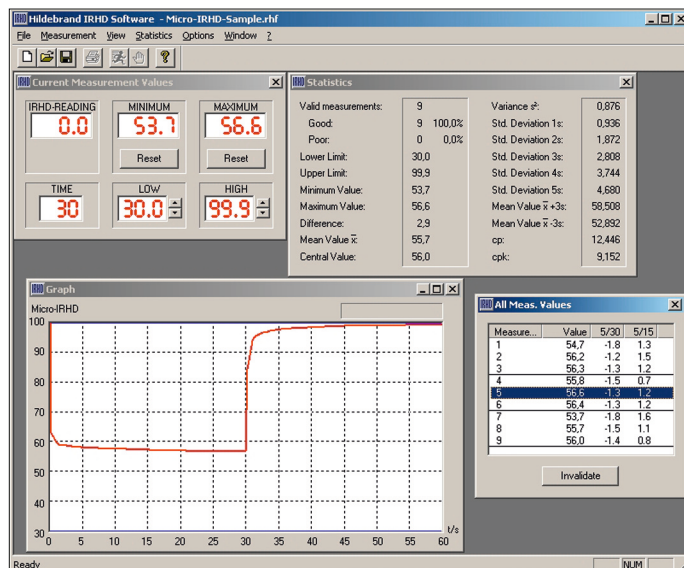 Hildebrand IRHD Software - Micro-IRHD-Sample.rhf
File Measurement View Statistics Options Window ?
IRHD Current Measurement Values
IRHD-READING MINIMUM MAXIMUM
0.0 53.7 56.6
Reset Reset
TIME LOW HIGH
30 30.0 99.9
IRHD Statistics
Valid measurements: 9 Variance s²: 0,876
Good: 9 100,0% Std. Deviation 1s: 0,936
Poor: 0 0,0% Std. Deviation 2s: 1,872
Lower Limit: 30,0 Std. Deviation 3s: 2,808
Upper Limit: 99,9 Std. Deviation 4s: 3,744
Minimum Value: 53,7 Std. Deviation 5s: 4,680
Maximum Value: 56,6 Mean Value x̅ +3s: 58,508
Difference: 2,9 Mean Value x̅ -3s: 52,892
Mean Value x̅: 55,7 cp: 12,446
Central Value: 56,0 cpk: 9,152
IRHD Graph
Micro-IRHD
100
90
80
70
60
50
40
30
0 5 10 15 20 25 30 35 40 45 50 55 60
t/s
IRHD All Meas. Values
Measure... Value 5/30 5/15
1 54,7 -1.8 1.3
2 56,2 -1.2 1.5
3 56,3 -1.3 1.2
4 55,8 -1.5 0.7
5 56,6 -1.3 1.2
6 56,4 -1.3 1.2
7 53,7 -1.8 1.6
8 55,7 -1.5 1.1
9 56,0 -1.4 0.8
Invalidate
Ready NUM